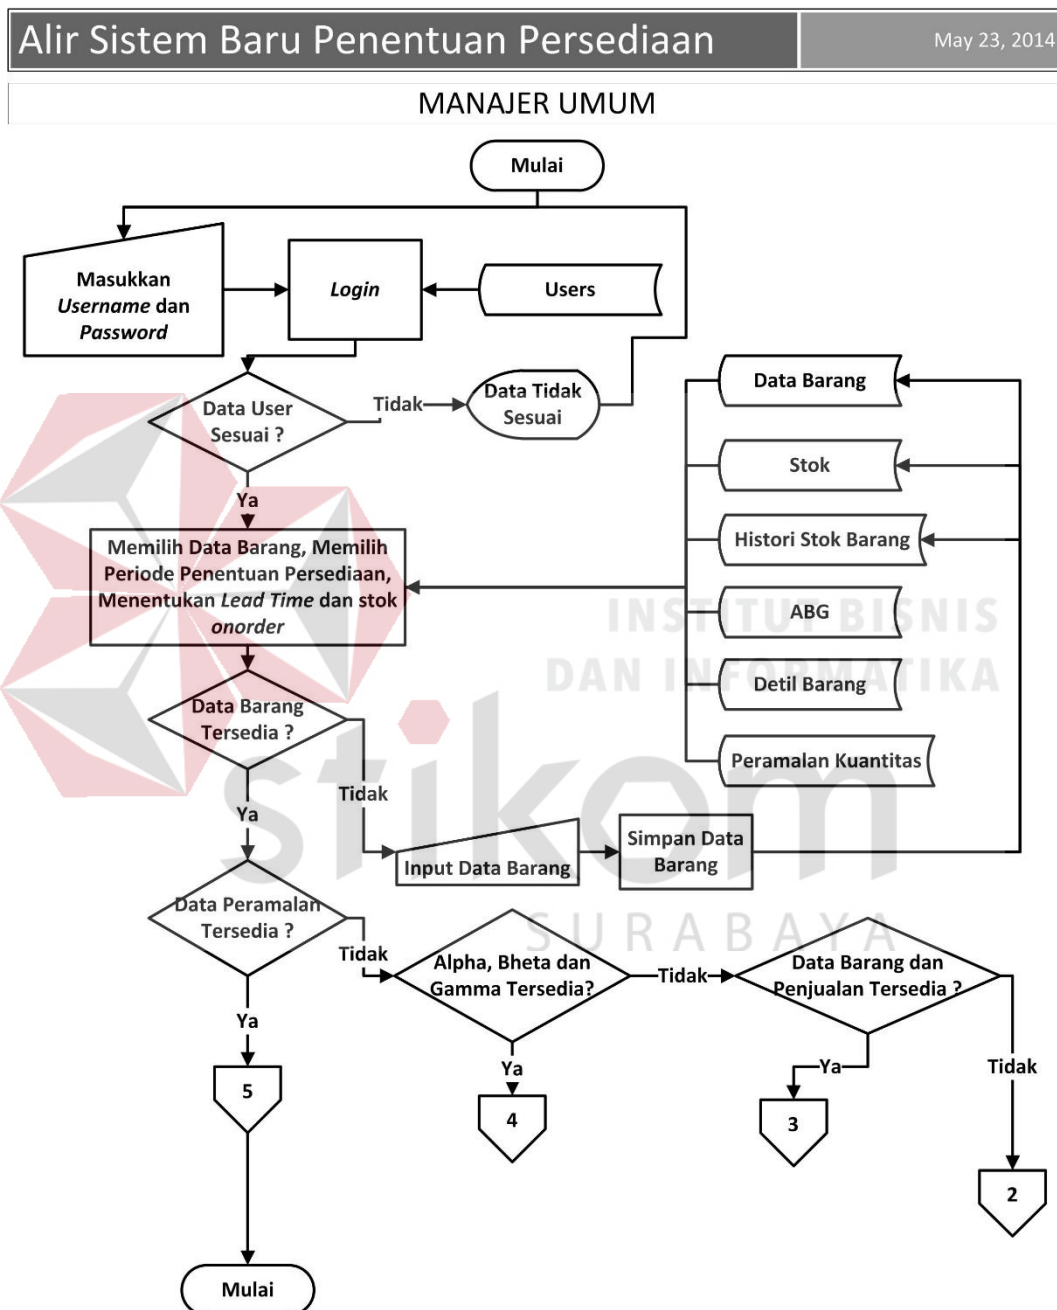 Alir Sistem Baru Penentuan Persediaan
May 23, 2014
MANAJER UMUM
Mulai
Masukkan
Username dan
Password
Login
Users
Data User
Sesuai ?
Tidak
Data Tidak
Sesuai
Ya
Memilih Data Barang, Memilih
Periode Penentuan Persediaan,
Menentukan Lead Time dan stok
onorder
Data Barang
Stok
Histori Stok Barang
ABG
Detil Barang
Peramalan Kuantitas
Data Barang
Tersedia ?
Tidak
Ya
Input Data Barang
Simpan Data
Barang
Data Peramalan
Tersedia ?
Tidak
Alpha, Bheta dan
Gamma Tersedia?
Tidak
Data Barang dan
Penjualan Tersedia ?
Ya
Ya
Ya
Tidak
5
4
3
2
Mulai
INSTITUT BISNIS
DAN INFORMATIKA
stikom
SURABAYA